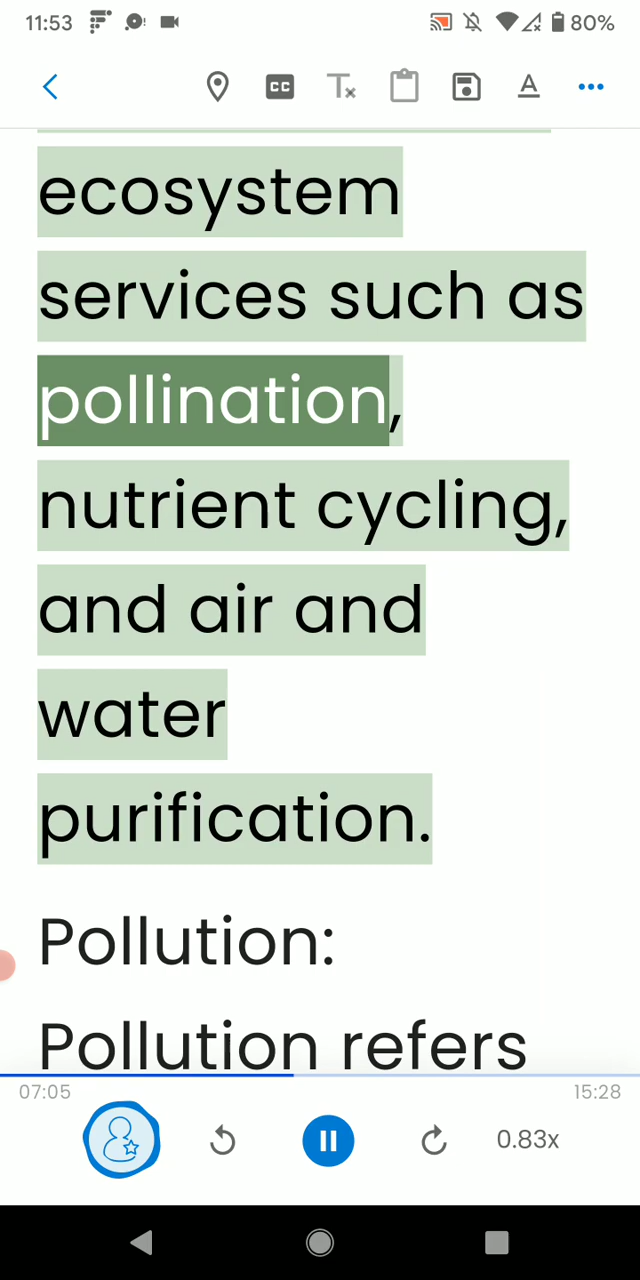 11:53
80%
CC
A
ecosystem
services such as
pollination,
nutrient cycling,
and air and
water
purification.
Pollution:
Pollution refers
07:05
15:28
0.83x